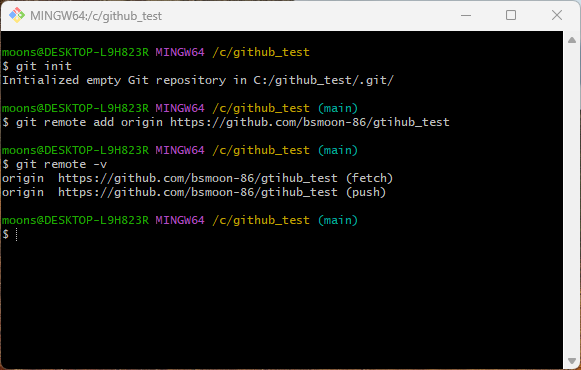 MINGW64:/c/github_test
moons@DESKTOP-L9H823R MINGW64 /c/github_test
$ git init
Initialized empty Git repository in C:/github_test/.git/
moons@DESKTOP-L9H823R MINGW64 /c/github_test (main)
$ git remote add origin https://github.com/bsmoon-86/gtihub_test
moons@DESKTOP-L9H823R MINGW64 /c/github_test (main)
$ git remote -v
origin  https://github.com/bsmoon-86/gtihub_test (fetch)
origin  https://github.com/bsmoon-86/gtihub_test (push)
moons@DESKTOP-L9H823R MINGW64 /c/github_test (main)
$